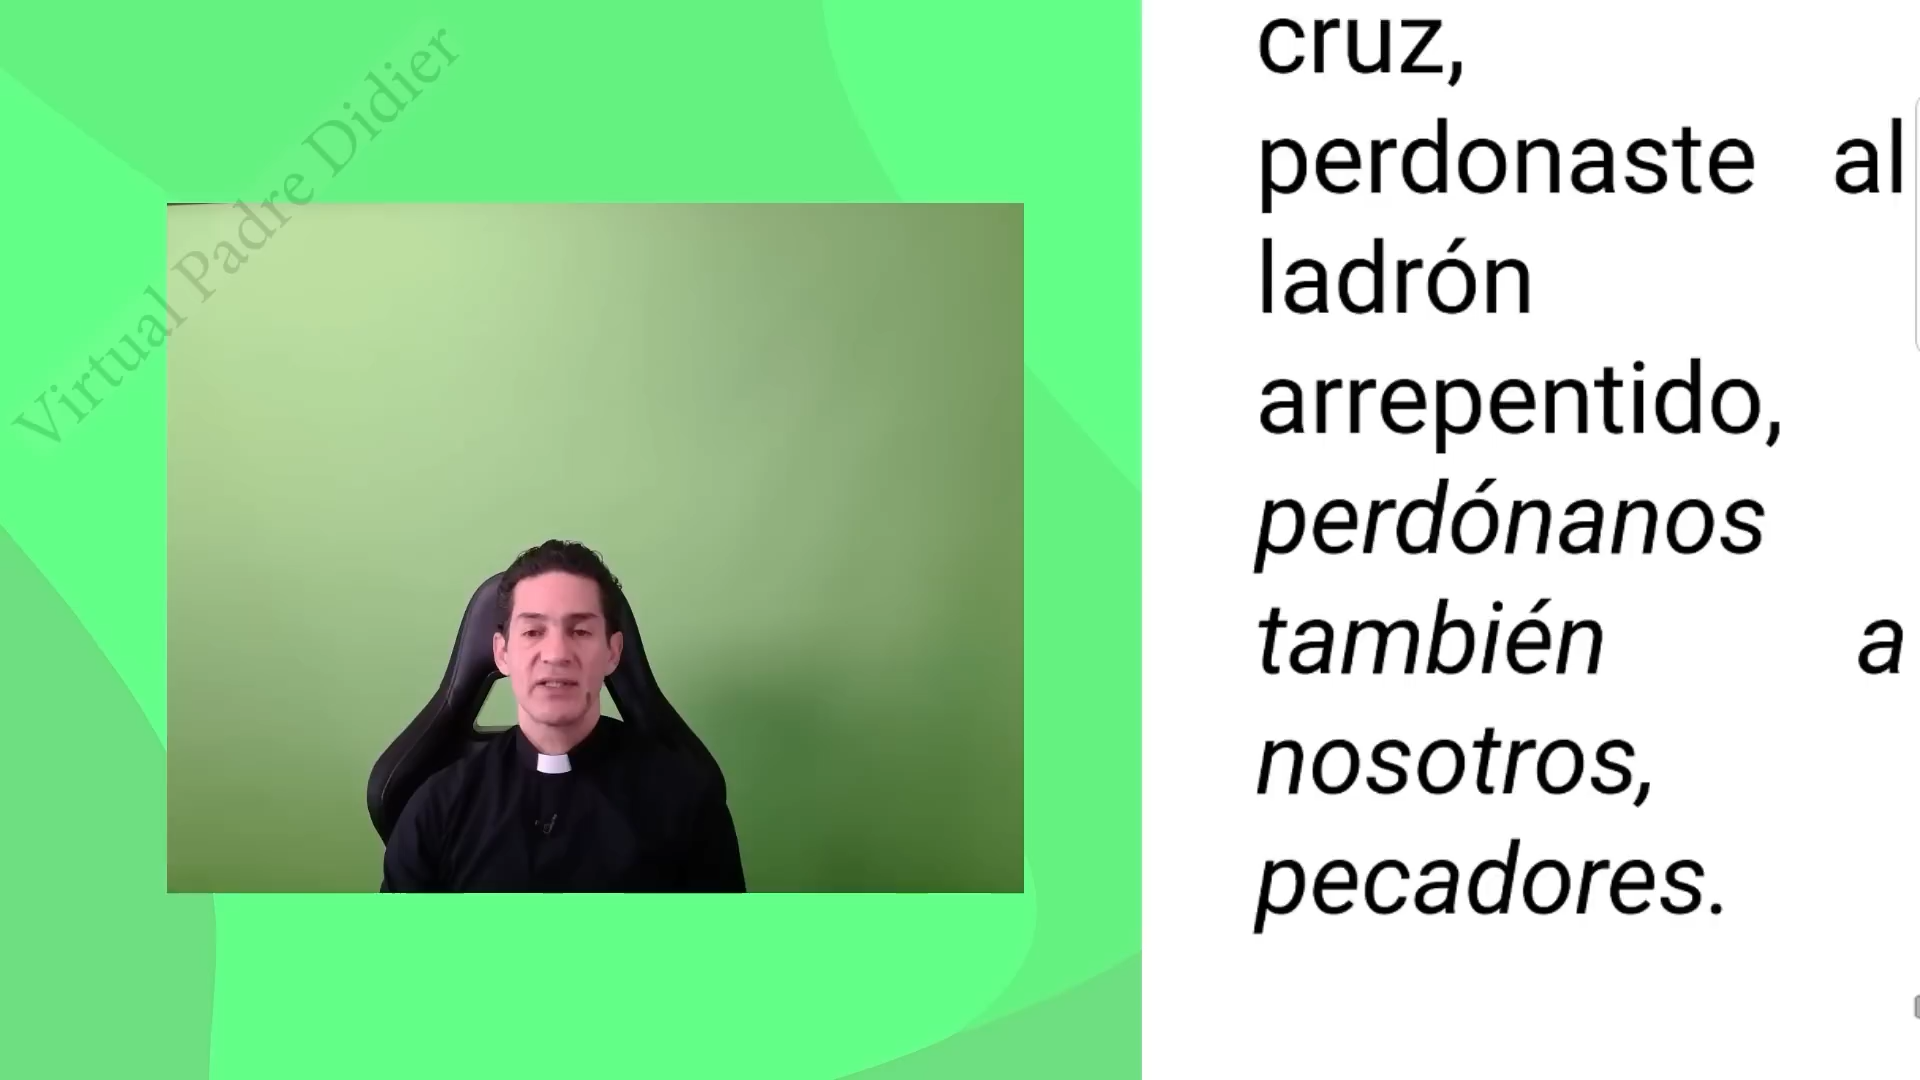 Virtual Padre Didier
cruz,
perdonaste al
ladrón
arrepentido,
perdónanos
también a
nosotros,
pecadores.